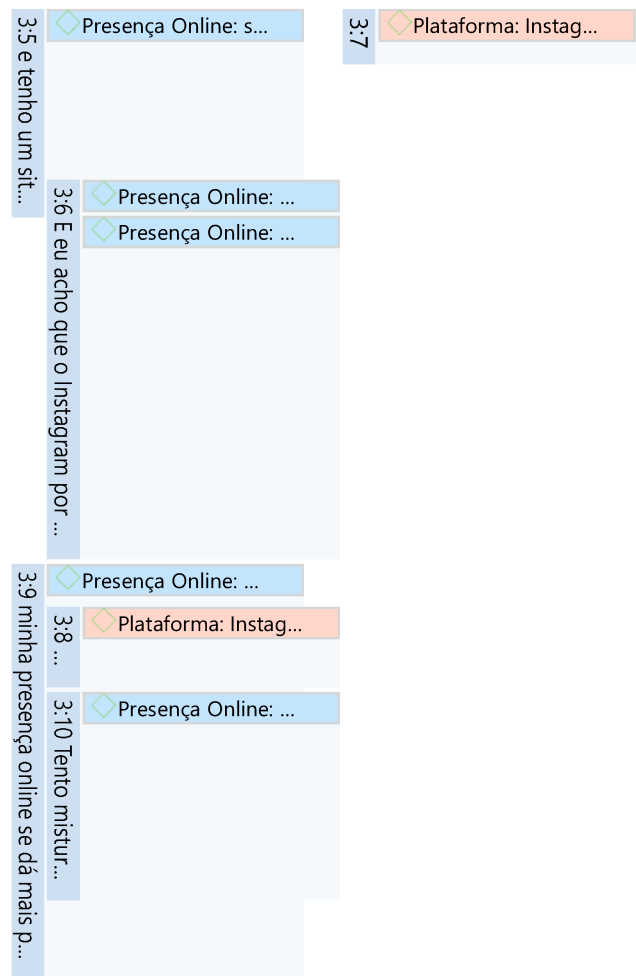 3:5 e tenho um sit...
Presença Online: s...
3:7
Plataforma: Instag...
3:6 E eu acho que o Instagram por ...
Presença Online: ...
Presença Online: ...
3:9 minha presença online se dá mais p...
Presença Online: ...
3:8 ...
Plataforma: Instag...
3:10 Tento mistur...
Presença Online: ...